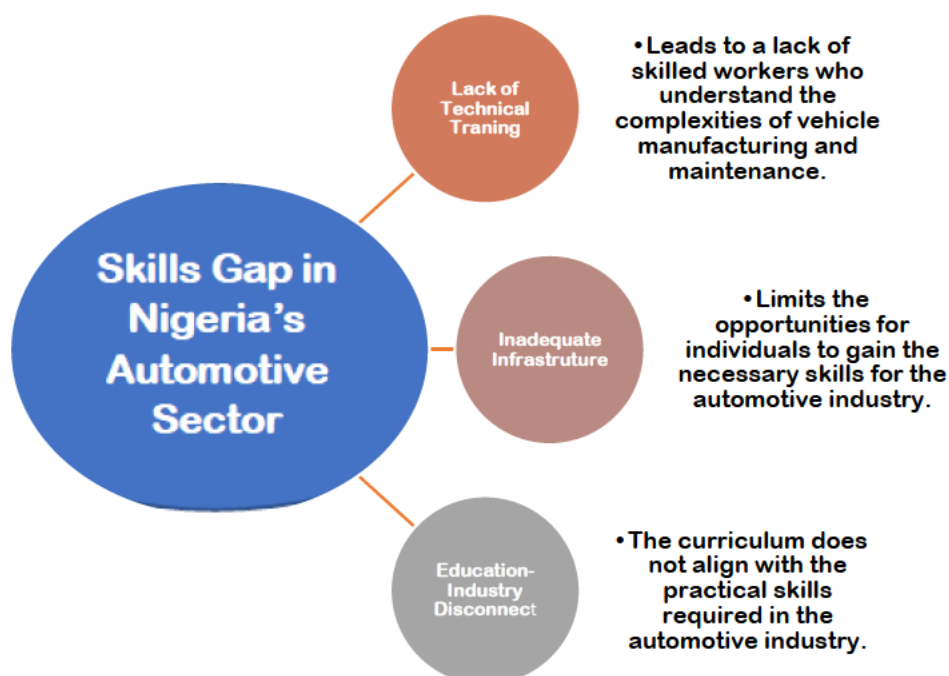 Skills Gap in
Nigeria’s
Automotive
Sector
Lack of
Technical
Traning
•Leads to a lack of
skilled workers who
understand the
complexities of vehicle
manufacturing and
maintenance.
Inadequate
Infrastruture
•Limits the
opportunities for
individuals to gain the
necessary skills for the
automotive industry.
Education-
Industry
Disconnect
•The curriculum does
not align with the
practical skills
required in the
automotive industry.